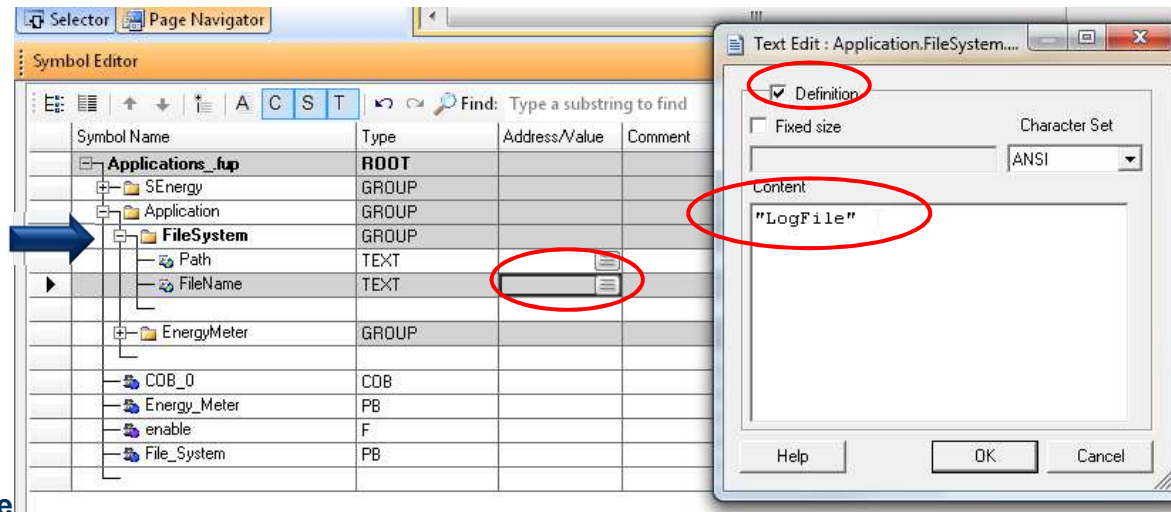 Selector Page Navigator
Symbol Editor
A C S T Find: Type a substring to find
Symbol Name Type Address/Value Comment
Applications_.fup ROOT
SEnergy GROUP
Application GROUP
FileSystem GROUP
Path TEXT
FileName TEXT
EnergyMeter GROUP
COB_0 COB
Energy_Meter PB
enable F
File_System PB
e
Text Edit : Application.FileSystem....
Definition
Fixed size Character Set
ANSI
Content
"LogFile"
Help OK Cancel